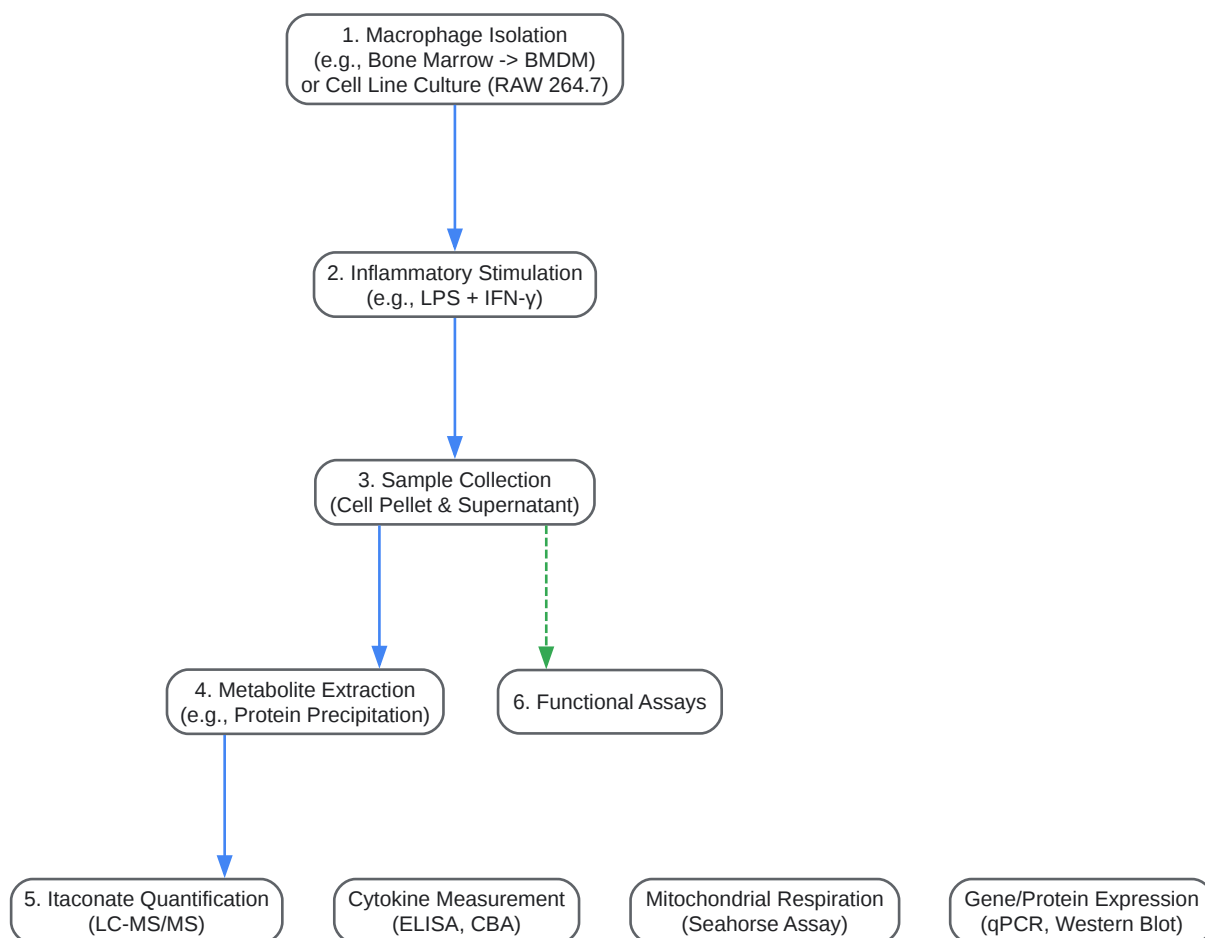 1. Macrophage Isolation
(e.g., Bone Marrow -> BMDM)
or Cell Line Culture (RAW 264.7)
2. Inflammatory Stimulation
(e.g., LPS + IFN-γ)
3. Sample Collection
(Cell Pellet & Supernatant)
4. Metabolite Extraction
(e.g., Protein Precipitation)
6. Functional Assays
5. Itaconate Quantification
(LC-MS/MS)
Cytokine Measurement
(ELISA, CBA)
Mitochondrial Respiration
(Seahorse Assay)
Gene/Protein Expression
(qPCR, Western Blot)